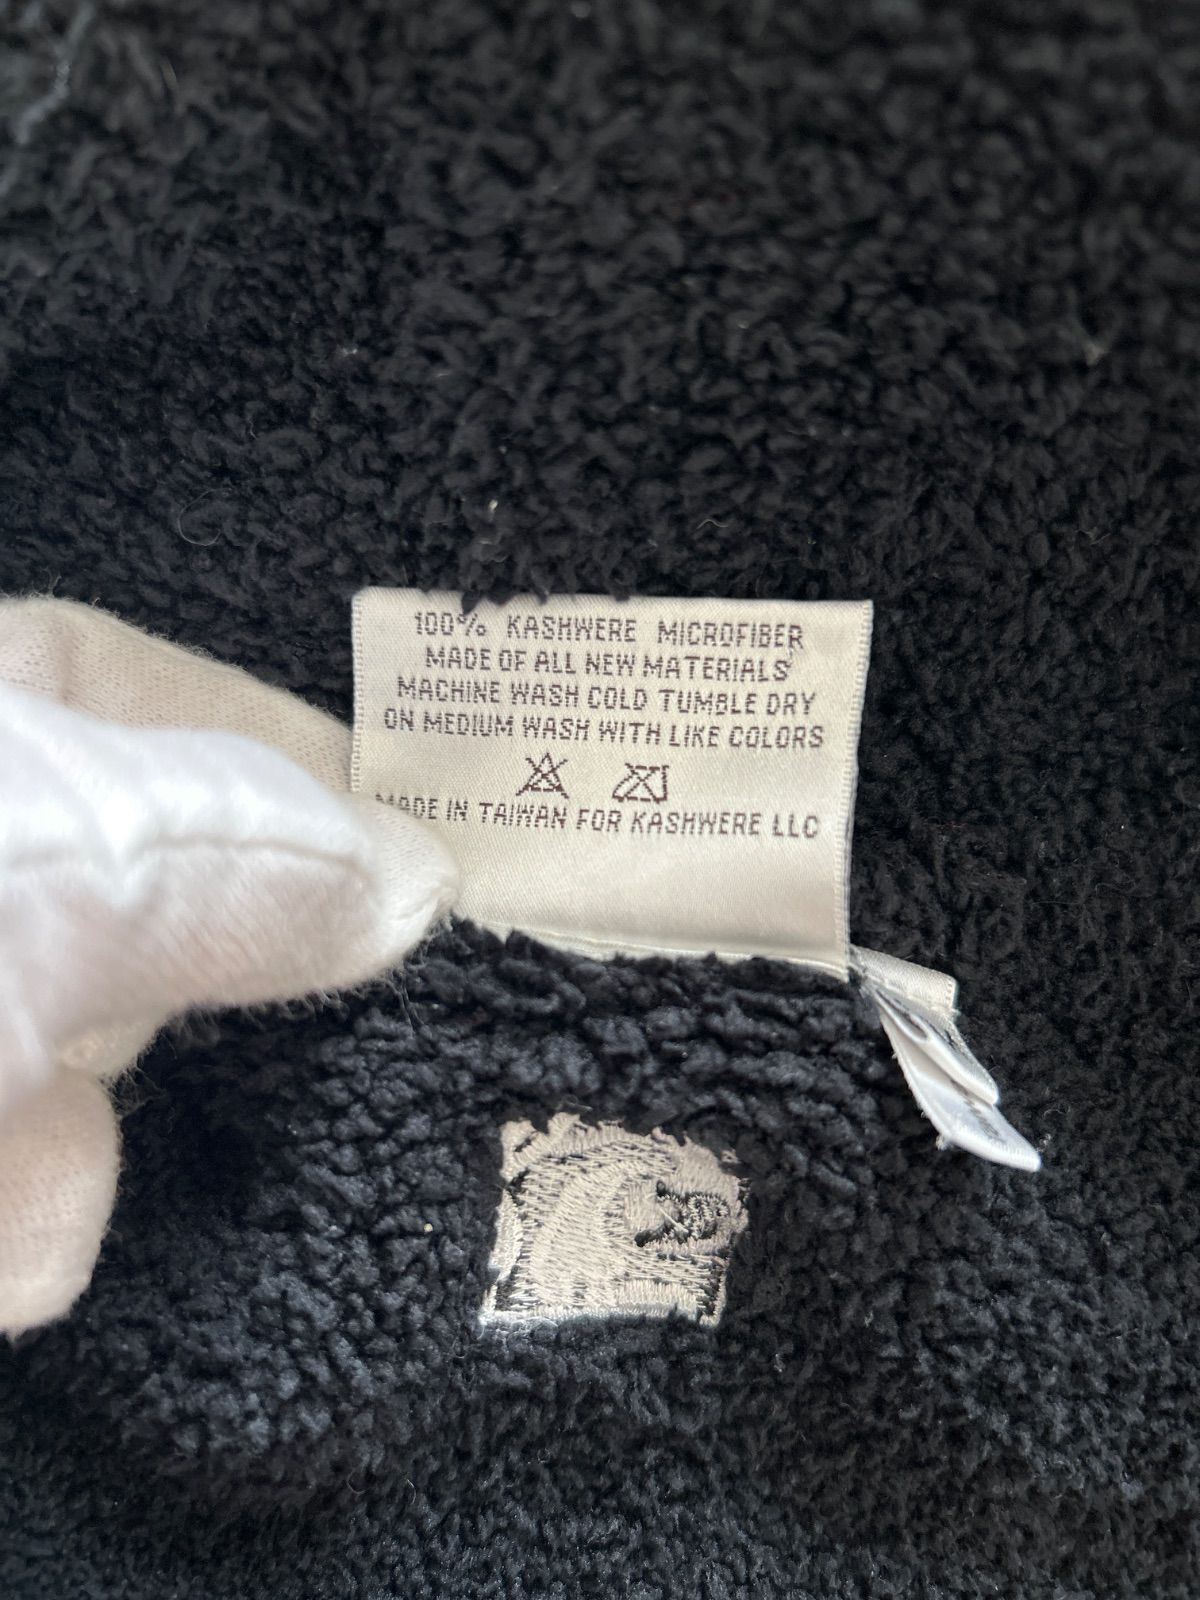 100% KASHWERE MICROFIBER
MADE OF ALL NEW MATERIALS
MACHINE WASH COLD TUMBLE DRY
ON MEDIUM WASH WITH LIKE COLORS
MADE IN TAIWAN FOR KASHWERE LLC